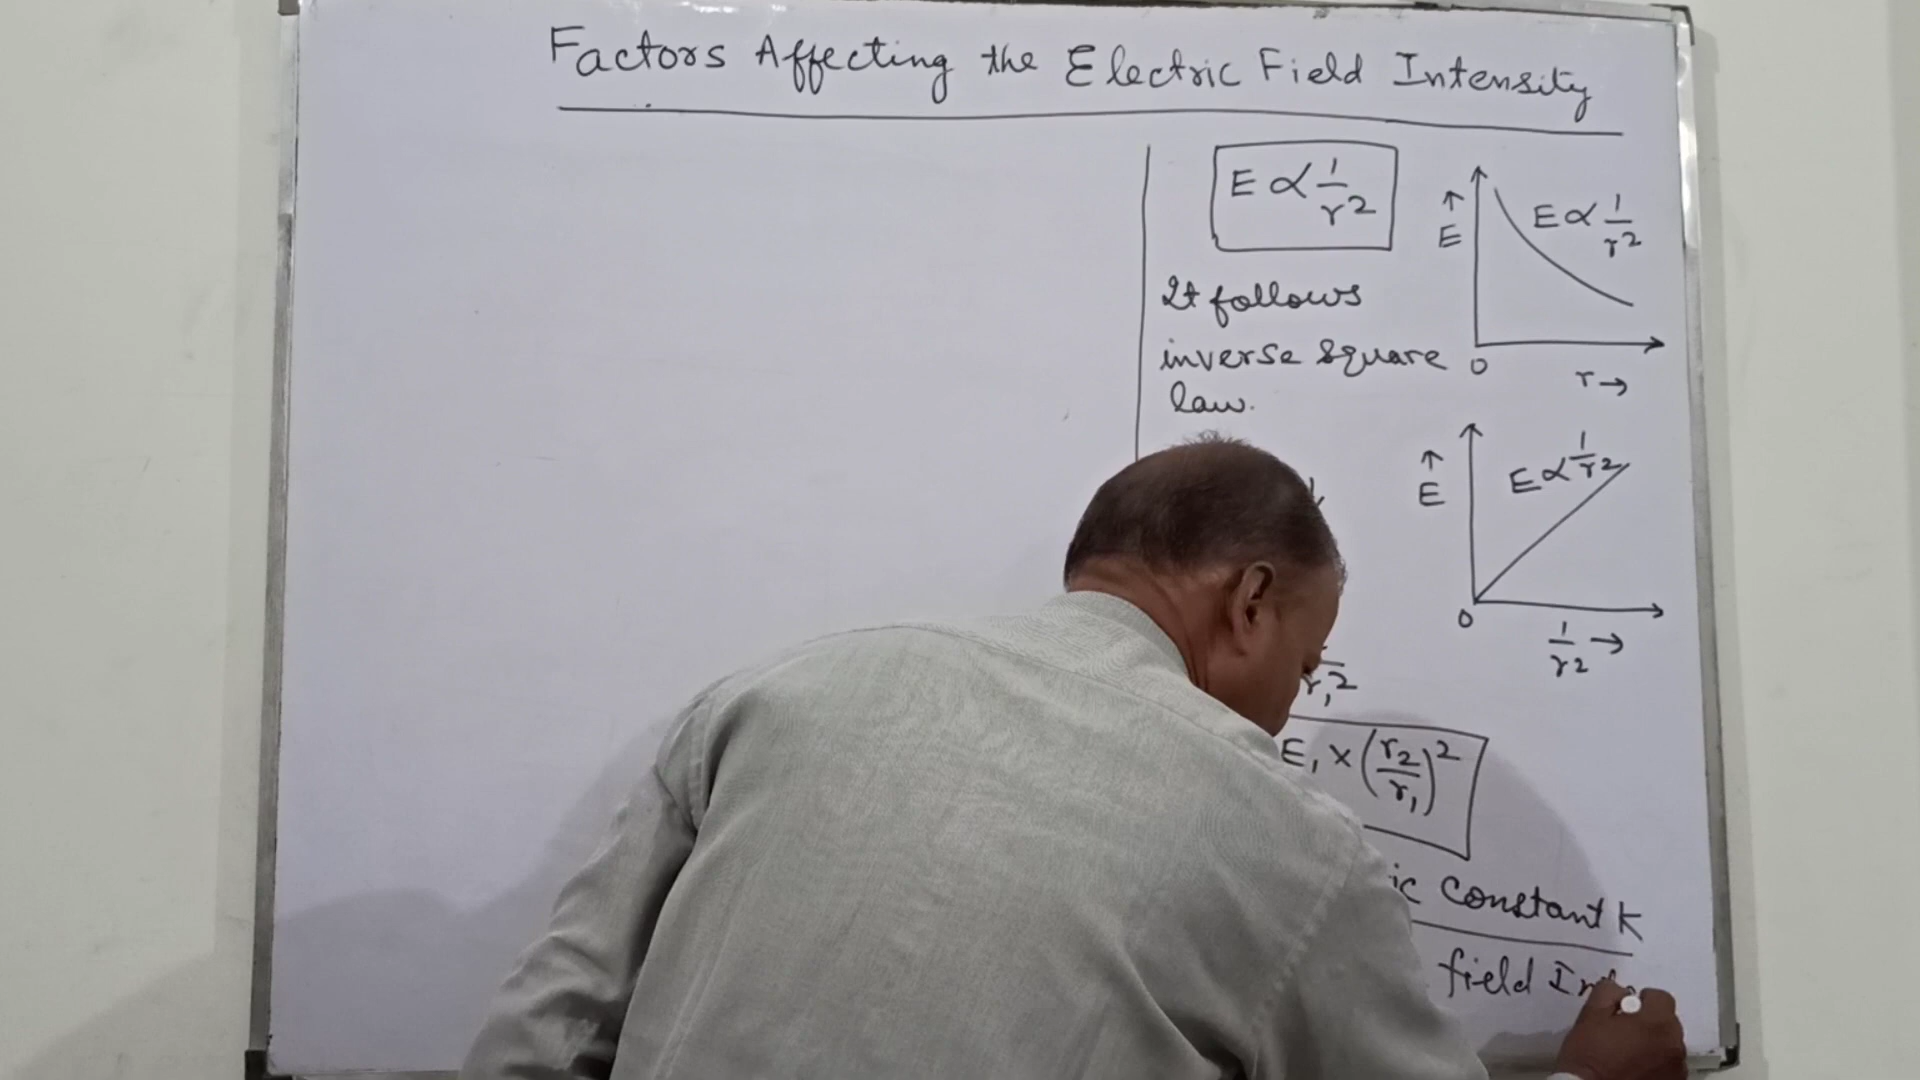 Factors Affecting the Electric Field Intensity
E ∝ 1/r²
It follows
inverse square
law.
↑
E
E ∝ 1/r²
0
r →
↑
E
E ∝ 1/r²
0
1/r² →
r₁²
E₁ × (r₂/r₁)²
ic Constant K
field